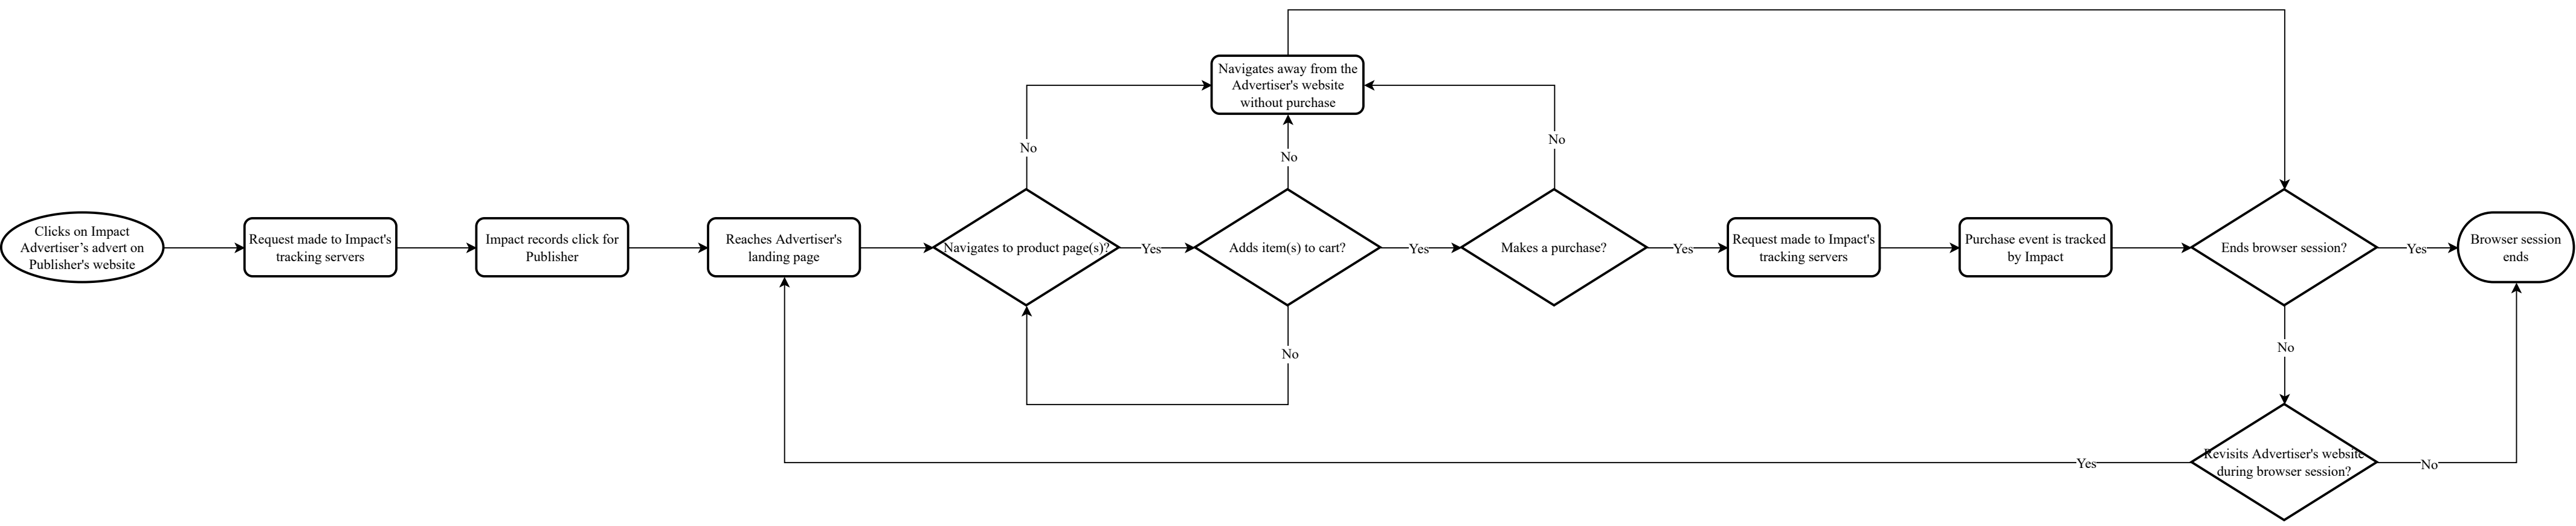 Navigates away from the
Advertiser's website
without purchase
No
No
No
Clicks on Impact
Advertiser’s advert on
Publisher's website
Request made to Impact's
tracking servers
Impact records click for
Publisher
Reaches Advertiser's
landing page
Navigates to product page(s)?
Yes
Adds item(s) to cart?
Yes
Makes a purchase?
Yes
Request made to Impact's
tracking servers
Purchase event is tracked
by Impact
Ends browser session?
Yes
Browser session
ends
No
No
Yes
Revisits Advertiser's website
during browser session?
No